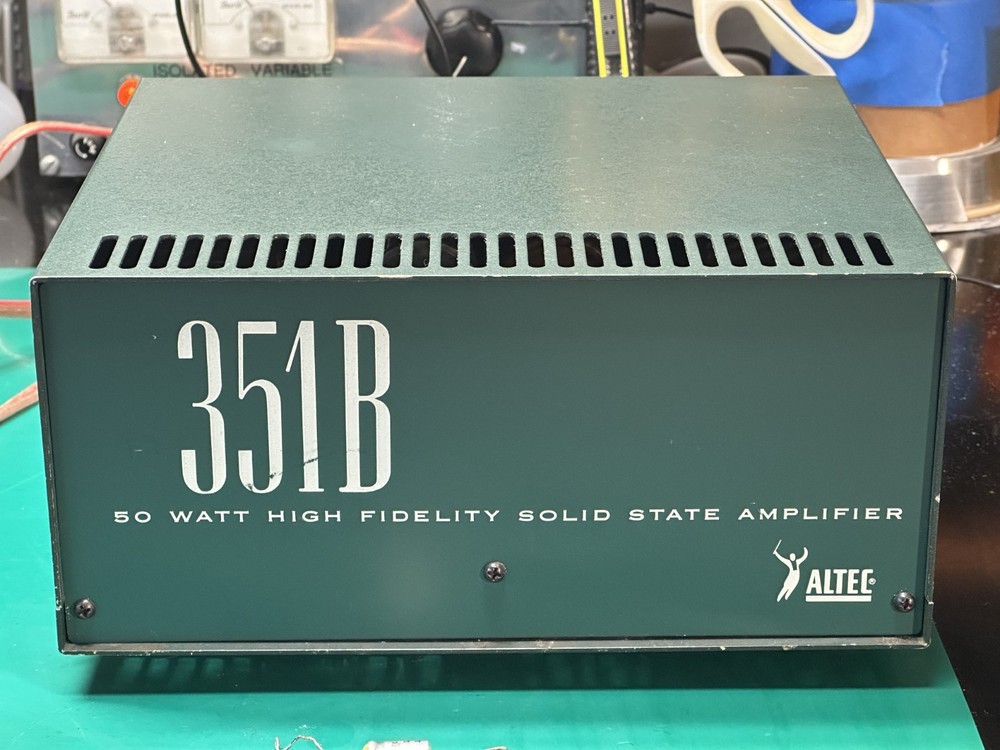 ISOLATED VARIABLE
351B
50 WATT HIGH FIDELITY SOLID STATE AMPLIFIER
ALTEC®